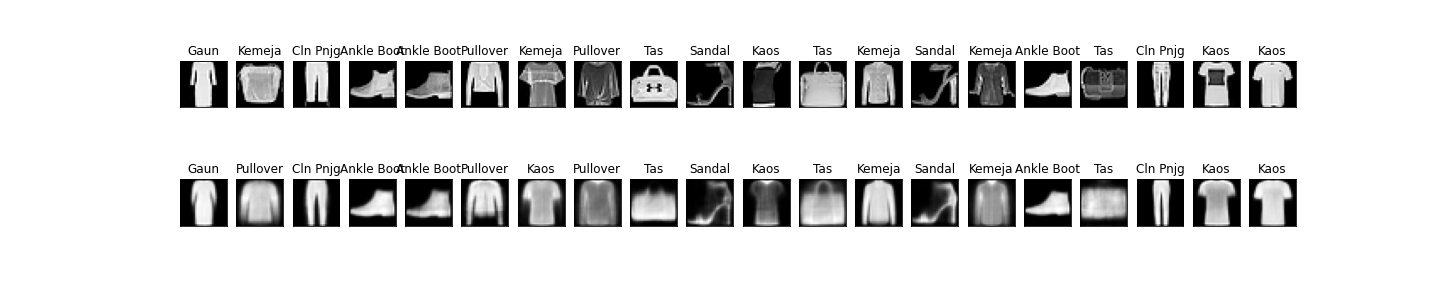 Gaun Kemeja Cln Pnjg Ankle Boot Ankle Boot Pullover Kemeja Pullover Tas Sandal Kaos Tas Kemeja Sandal Kemeja Ankle Boot Tas Cln Pnjg Kaos Kaos
Gaun Pullover Cln Pnjg Ankle Boot Ankle Boot Pullover Kaos Pullover Tas Sandal Kaos Tas Kemeja Sandal Kemeja Ankle Boot Tas Cln Pnjg Kaos Kaos